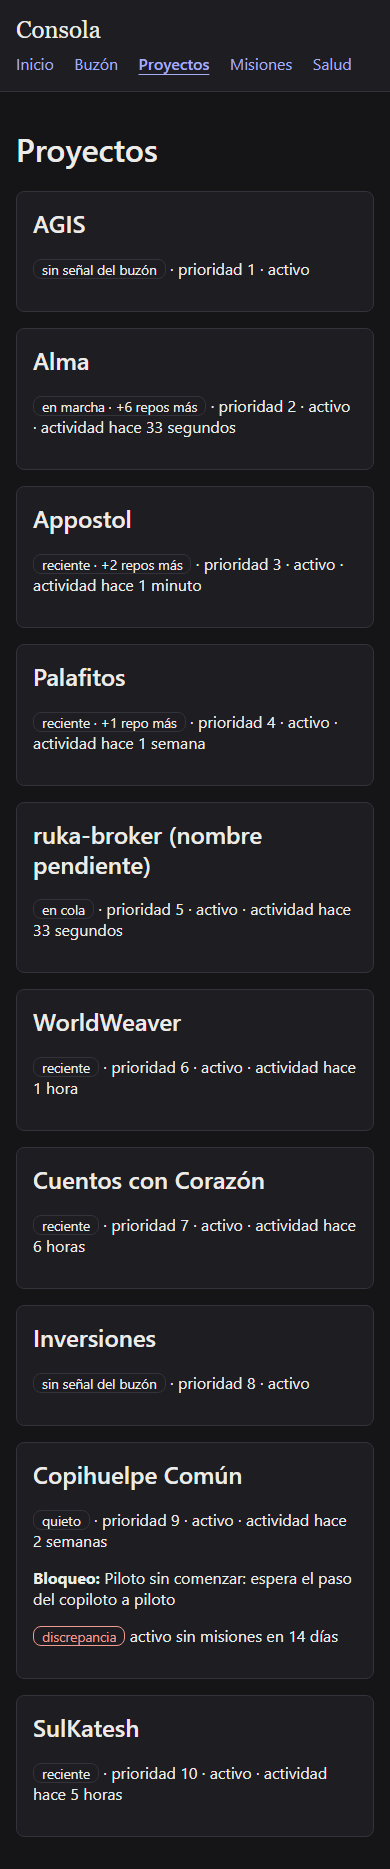 Consola
Inicio Buzón Proyectos Misiones Salud
Proyectos
AGIS
sin señal del buzón · prioridad 1 · activo
Alma
en marcha · +6 repos más · prioridad 2 · activo
· actividad hace 33 segundos
Appostol
reciente · +2 repos más · prioridad 3 · activo ·
actividad hace 1 minuto
Palafitos
reciente · +1 repo más · prioridad 4 · activo ·
actividad hace 1 semana
ruka-broker (nombre
pendiente)
en cola · prioridad 5 · activo · actividad hace
33 segundos
WorldWeaver
reciente · prioridad 6 · activo · actividad hace
1 hora
Cuentos con Corazón
reciente · prioridad 7 · activo · actividad hace
6 horas
Inversiones
sin señal del buzón · prioridad 8 · activo
Copihuelpe Común
quieto · prioridad 9 · activo · actividad hace
2 semanas
Bloqueo: Piloto sin comenzar: espera el paso
del copiloto a piloto
discrepancia activo sin misiones en 14 días
SulKatesh
reciente · prioridad 10 · activo · actividad
hace 5 horas